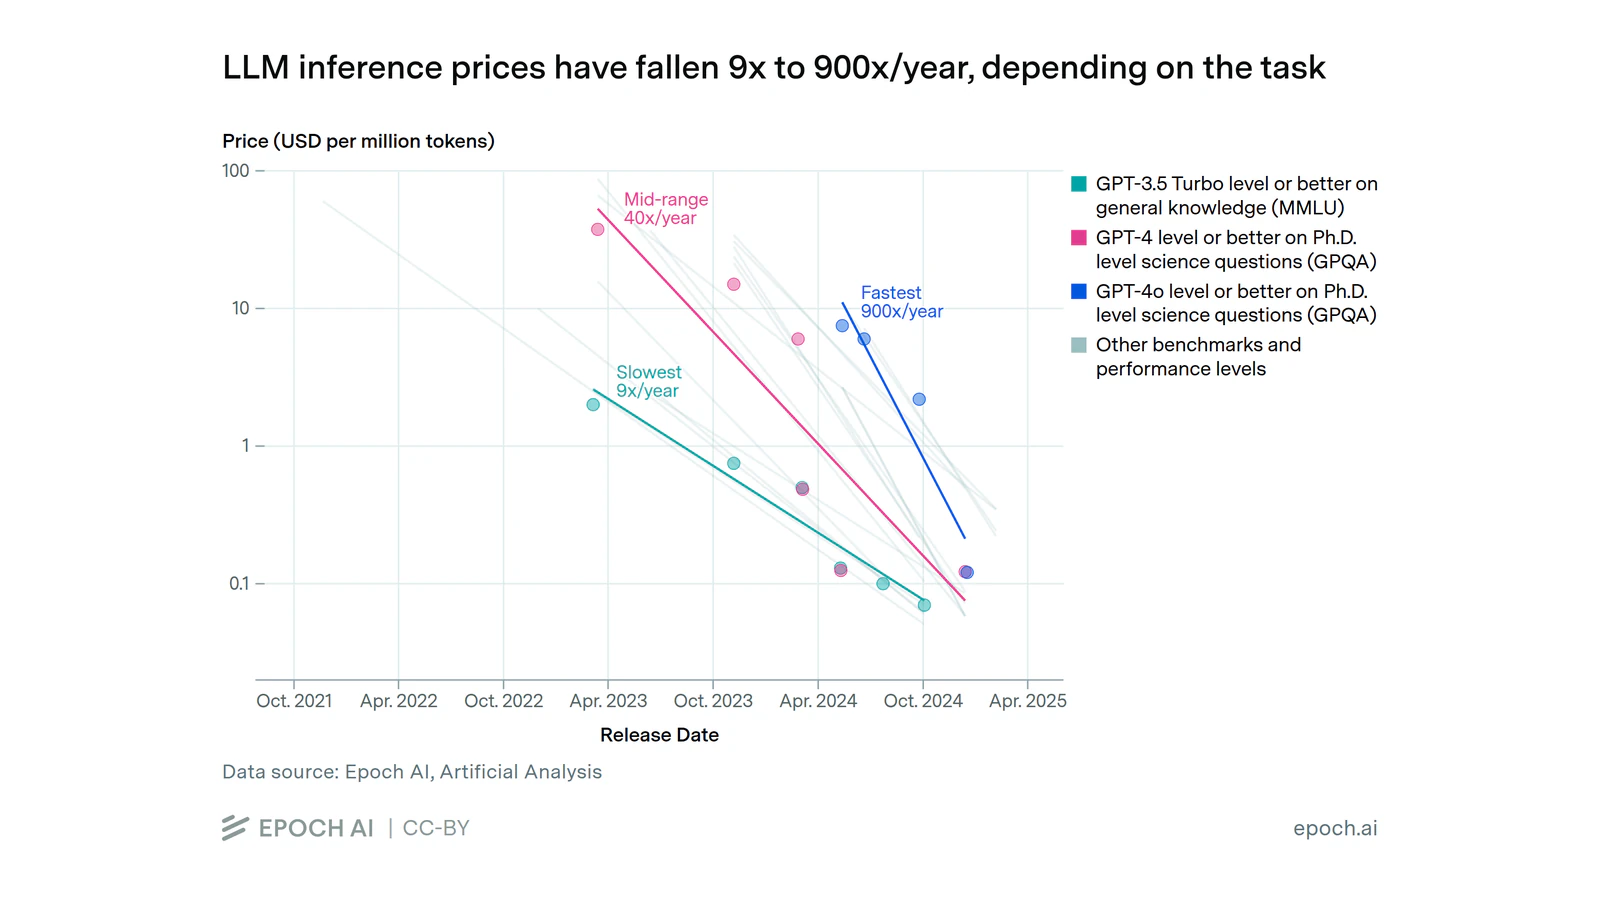 LLM inference prices have fallen 9x to 900x/year, depending on the task
Price (USD per million tokens)
100
10
1
0.1
Mid-range
40x/year
Fastest
900x/year
Slowest
9x/year
GPT-3.5 Turbo level or better on
general knowledge (MMLU)
GPT-4 level or better on Ph.D.
level science questions (GPQA)
GPT-4o level or better on Ph.D.
level science questions (GPQA)
Other benchmarks and
performance levels
Oct. 2021 Apr. 2022 Oct. 2022 Apr. 2023 Oct. 2023 Apr. 2024 Oct. 2024 Apr. 2025
Release Date
Data source: Epoch AI, Artificial Analysis
EPOCH AI | CC-BY
epoch.ai